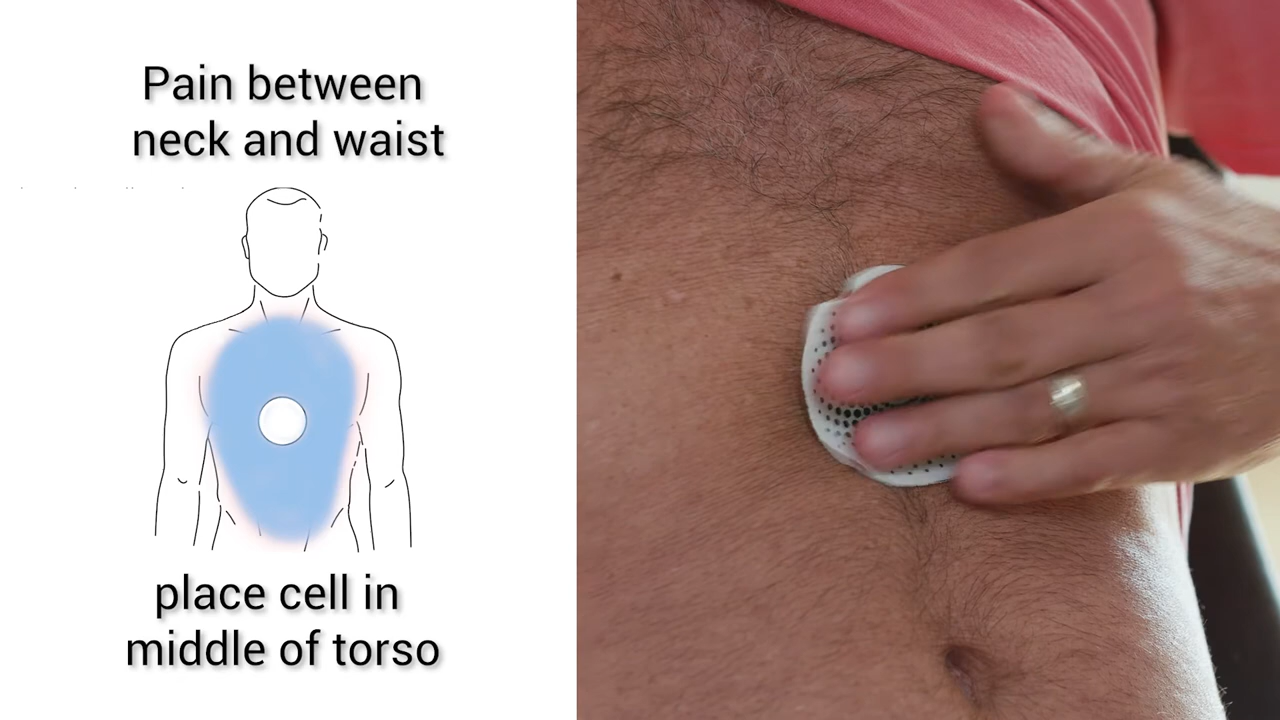 Pain between
neck and waist
place cell in
middle of torso